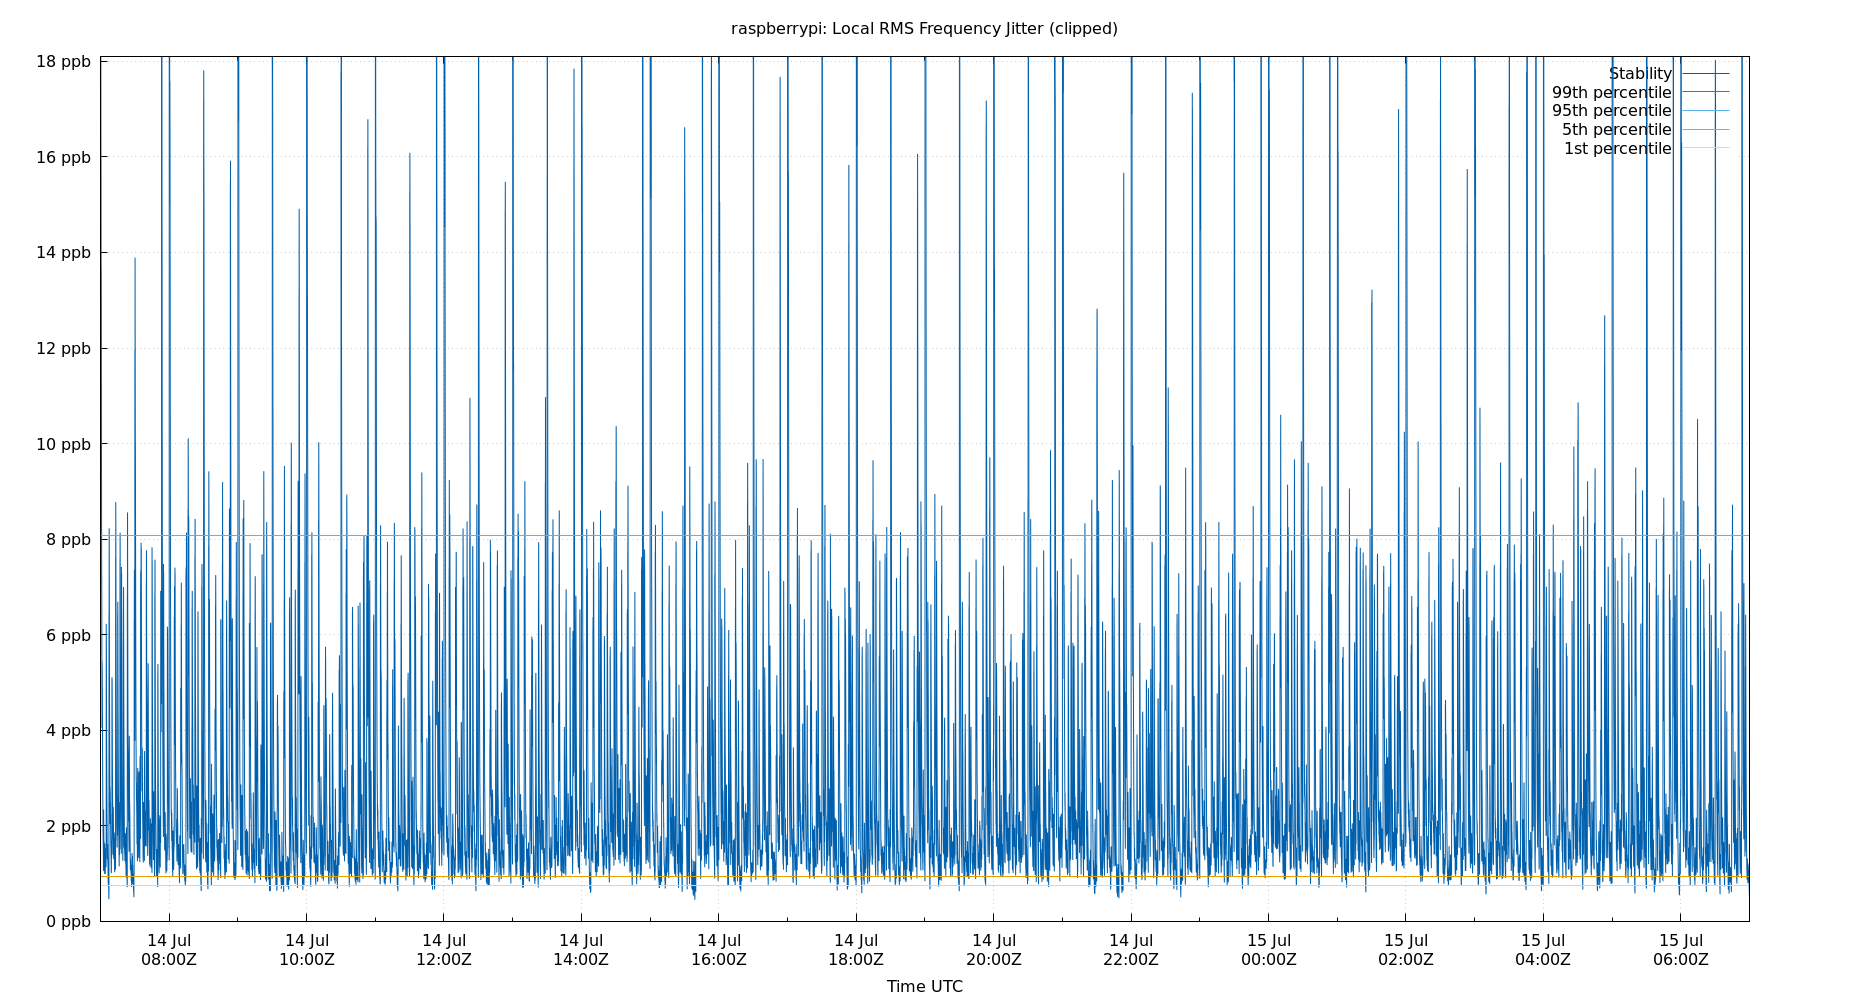 raspberrypi: Local RMS Frequency Jitter (clipped)
18 ppb
16 ppb
14 ppb
12 ppb
10 ppb
8 ppb
6 ppb
4 ppb
2 ppb
0 ppb
Stability
99th percentile
95th percentile
5th percentile
1st percentile
14 Jul 14 Jul 14 Jul 14 Jul 14 Jul 14 Jul 14 Jul 14 Jul 15 Jul 15 Jul 15 Jul 15 Jul
08:00Z 10:00Z 12:00Z 14:00Z 16:00Z 18:00Z 20:00Z 22:00Z 00:00Z 02:00Z 04:00Z 06:00Z
Time UTC